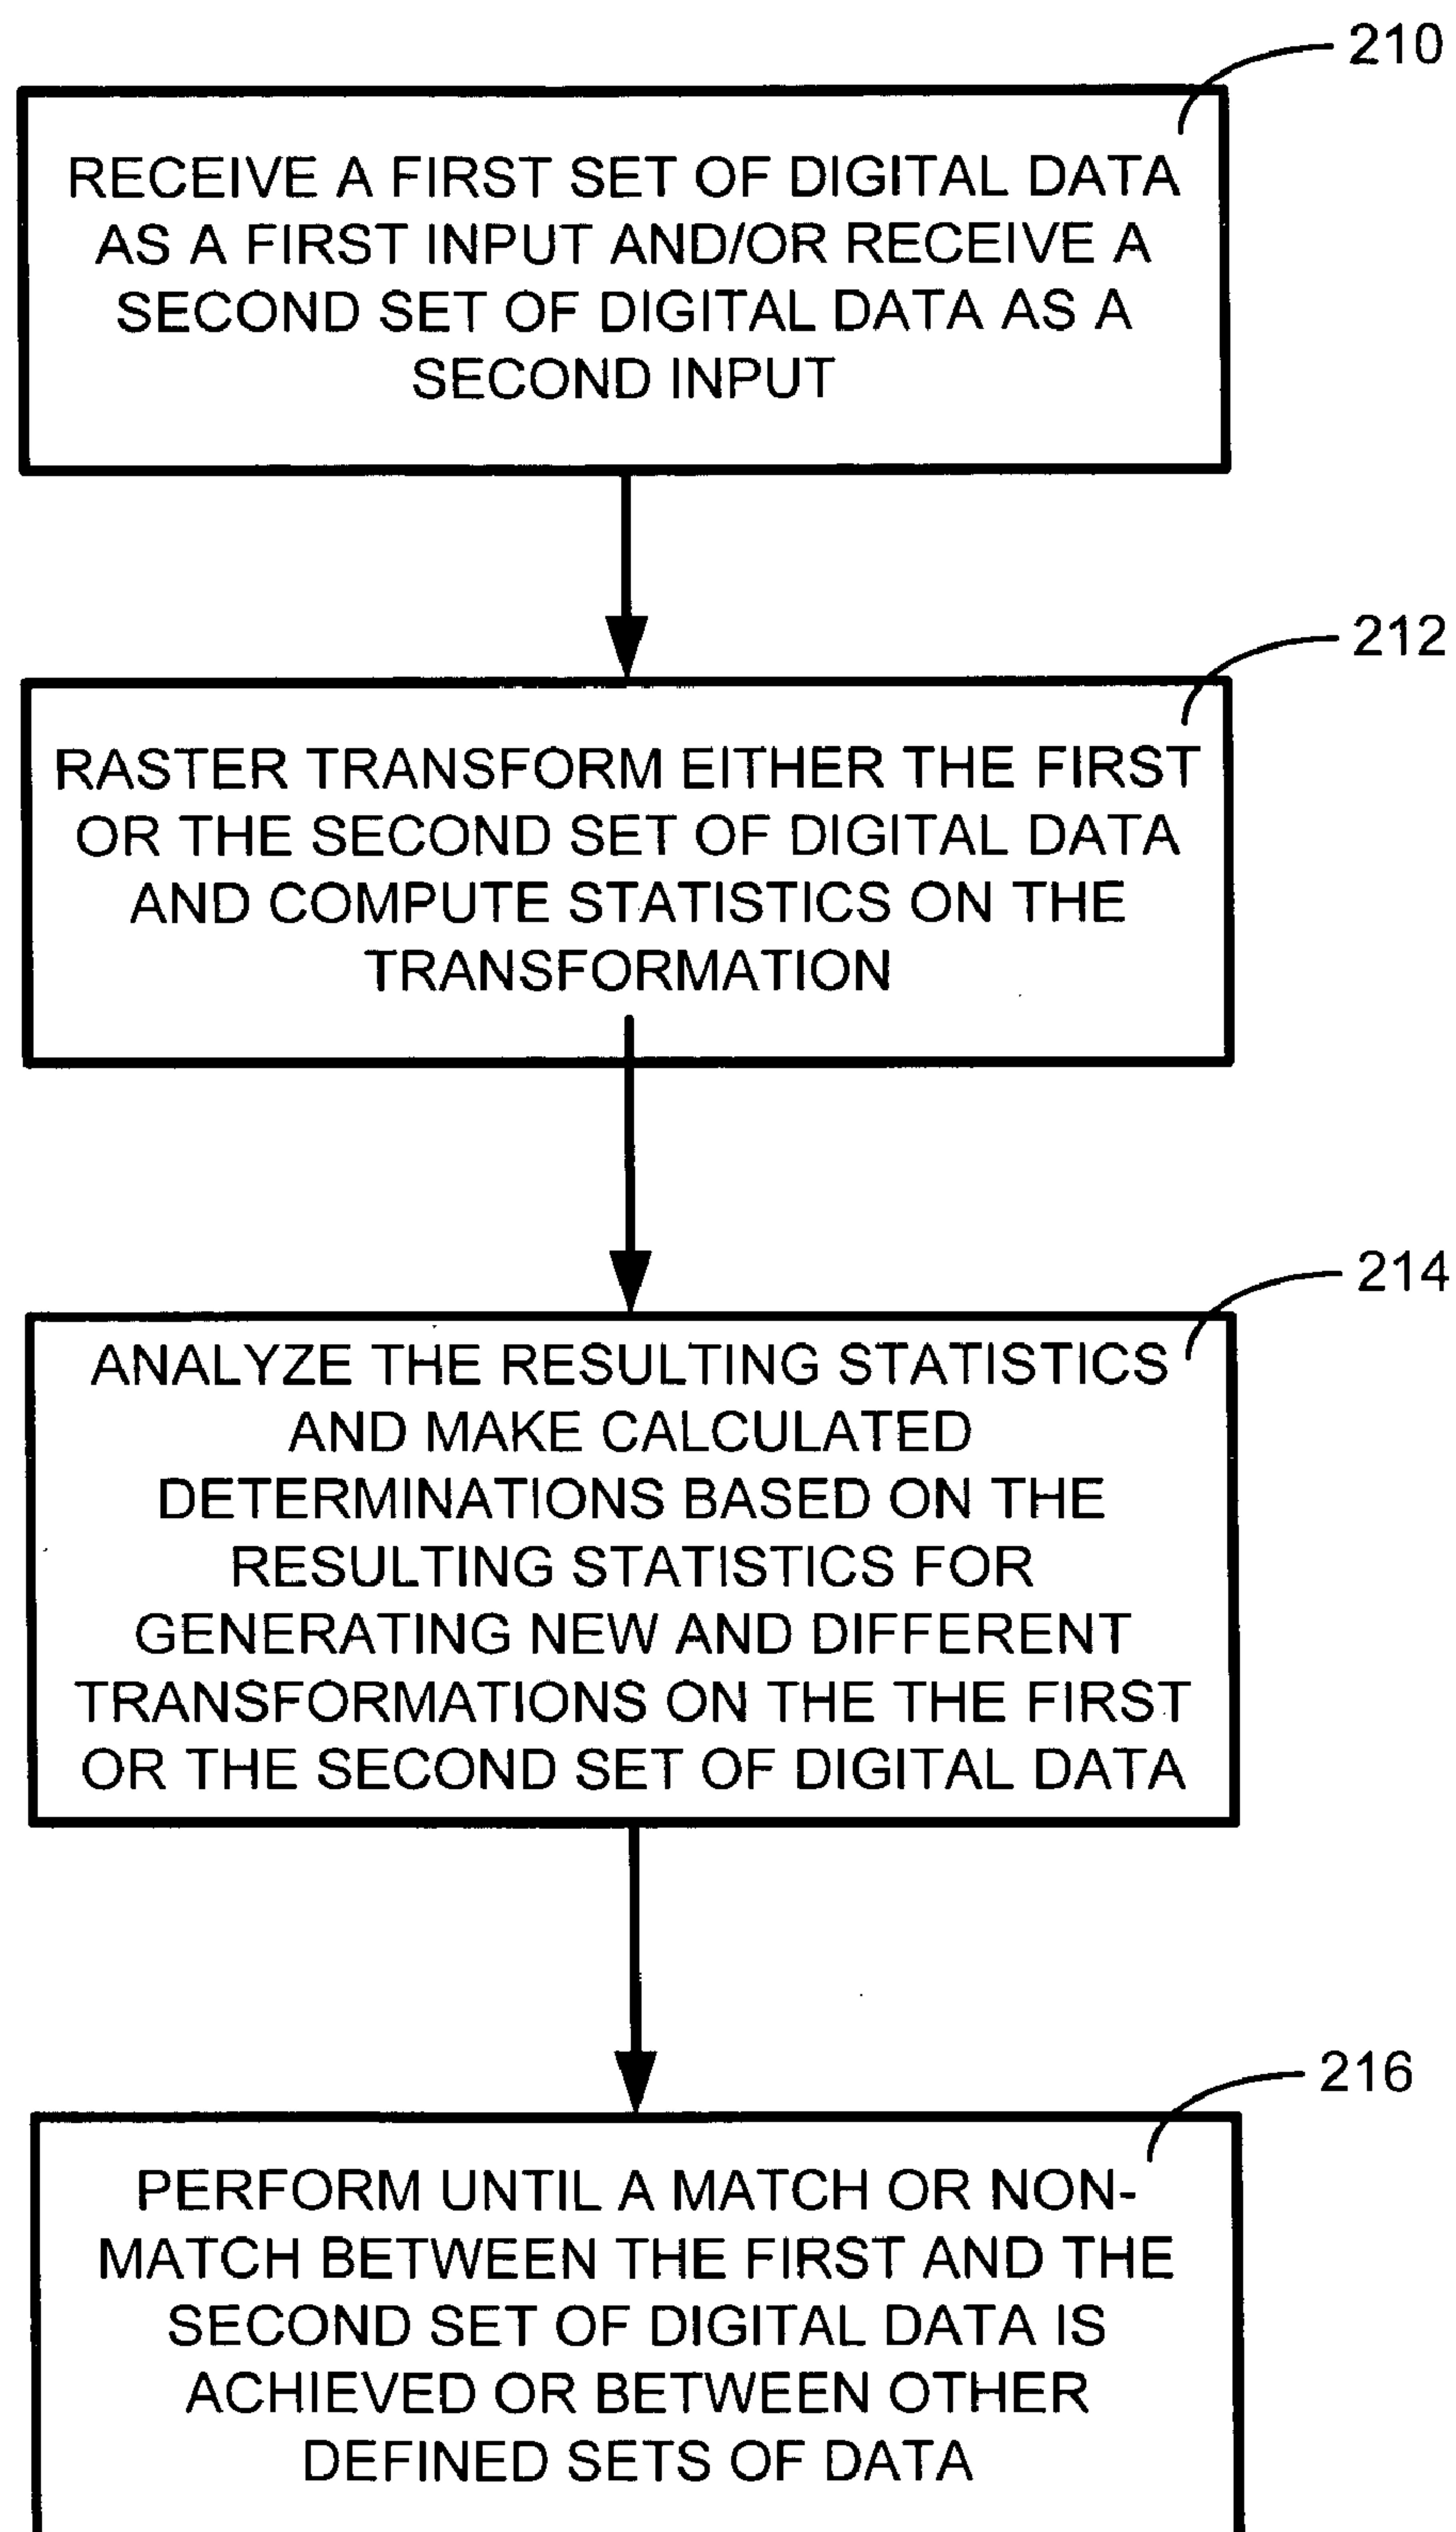 210
RECEIVE A FIRST SET OF DIGITAL DATA
AS A FIRST INPUT AND/OR RECEIVE A
SECOND SET OF DIGITAL DATA AS A
SECOND INPUT
212
RASTER TRANSFORM EITHER THE FIRST
OR THE SECOND SET OF DIGITAL DATA
AND COMPUTE STATISTICS ON THE
TRANSFORMATION
214
ANALYZE THE RESULTING STATISTICS
AND MAKE CALCULATED
DETERMINATIONS BASED ON THE
RESULTING STATISTICS FOR
GENERATING NEW AND DIFFERENT
TRANSFORMATIONS ON THE THE FIRST
OR THE SECOND SET OF DIGITAL DATA
216
PERFORM UNTIL A MATCH OR NON-
MATCH BETWEEN THE FIRST AND THE
SECOND SET OF DIGITAL DATA IS
ACHIEVED OR BETWEEN OTHER
DEFINED SETS OF DATA